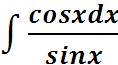 ∫ cosxdx / sinx